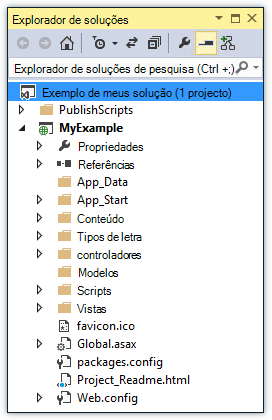 Explorador de soluções
Explorador de soluções de pesquisa (Ctrl +;)
Exemplo de meus solução (1 projecto)
PublishScripts
MyExample
Propriedades
Referências
App_Data
App_Start
Conteúdo
Tipos de letra
controladores
Modelos
Scripts
Vistas
favicon.ico
Global.asax
packages.config
Project_Readme.html
Web.config